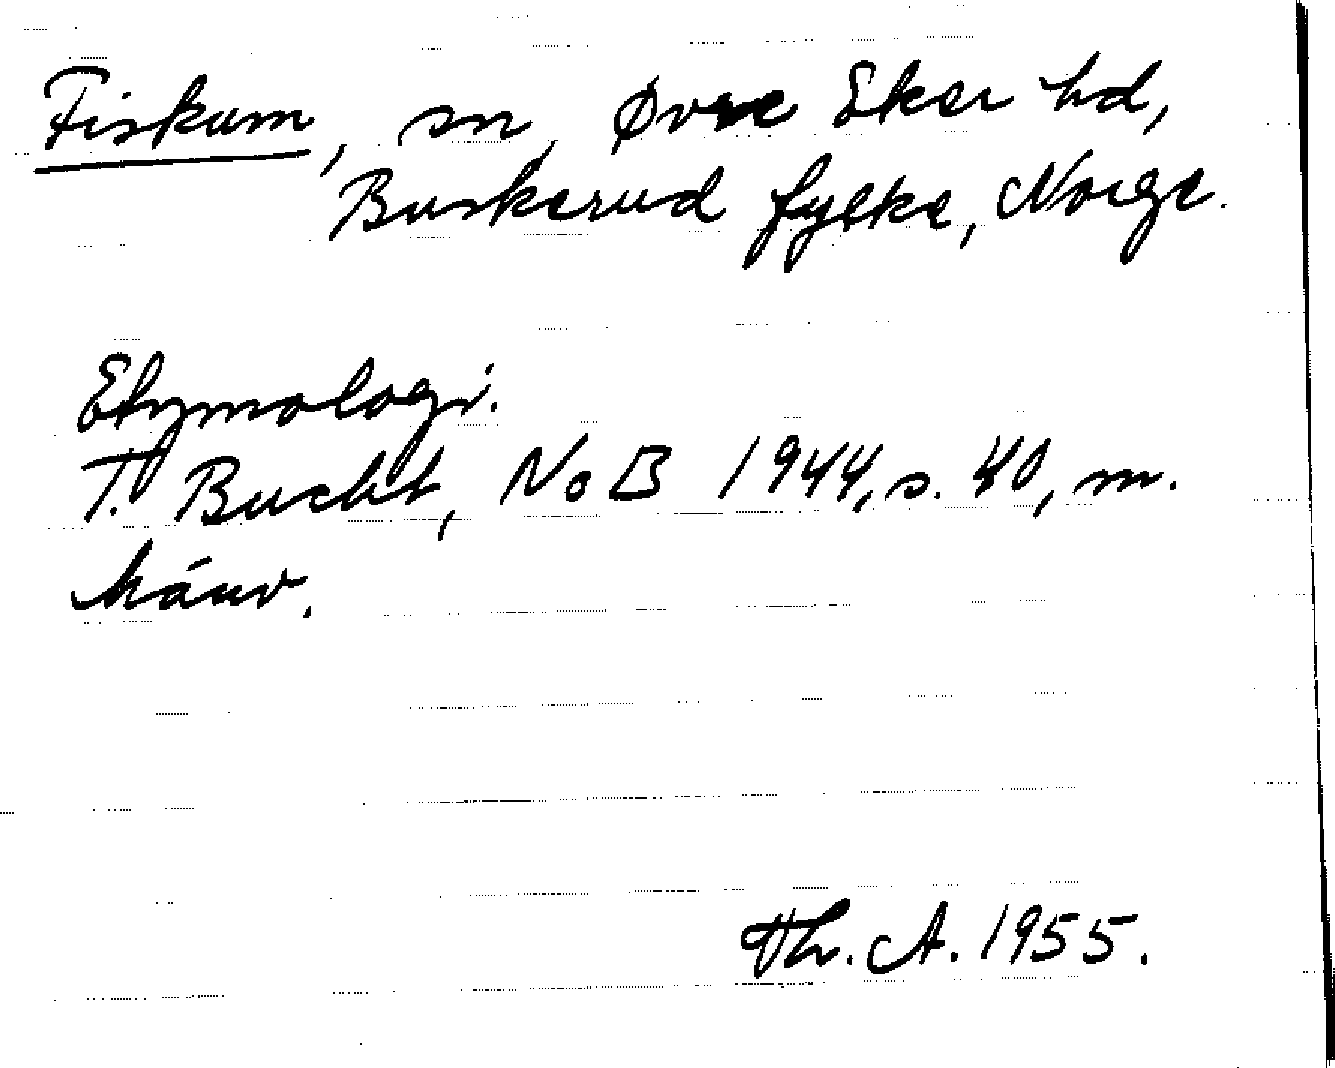 Fiskum, sn, Øvre Eker hd,
Buskerud fylke, Norge.
Etymologi.
T. Bucht, NoB 1944, s. 40, m.
hänv.
Th. A. 1955.